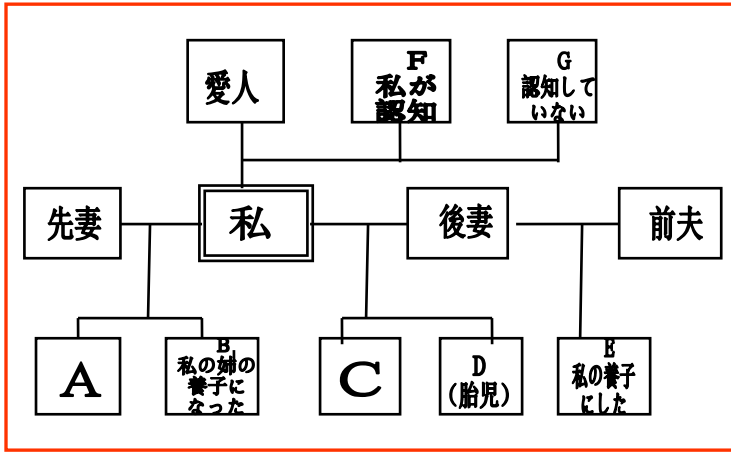 愛人
F
私が
認知
G
認知して
いない
先妻
私
後妻
前夫
A
B
私の姉の
養子に
なった
C
D
（胎児）
E
私の養子
にした